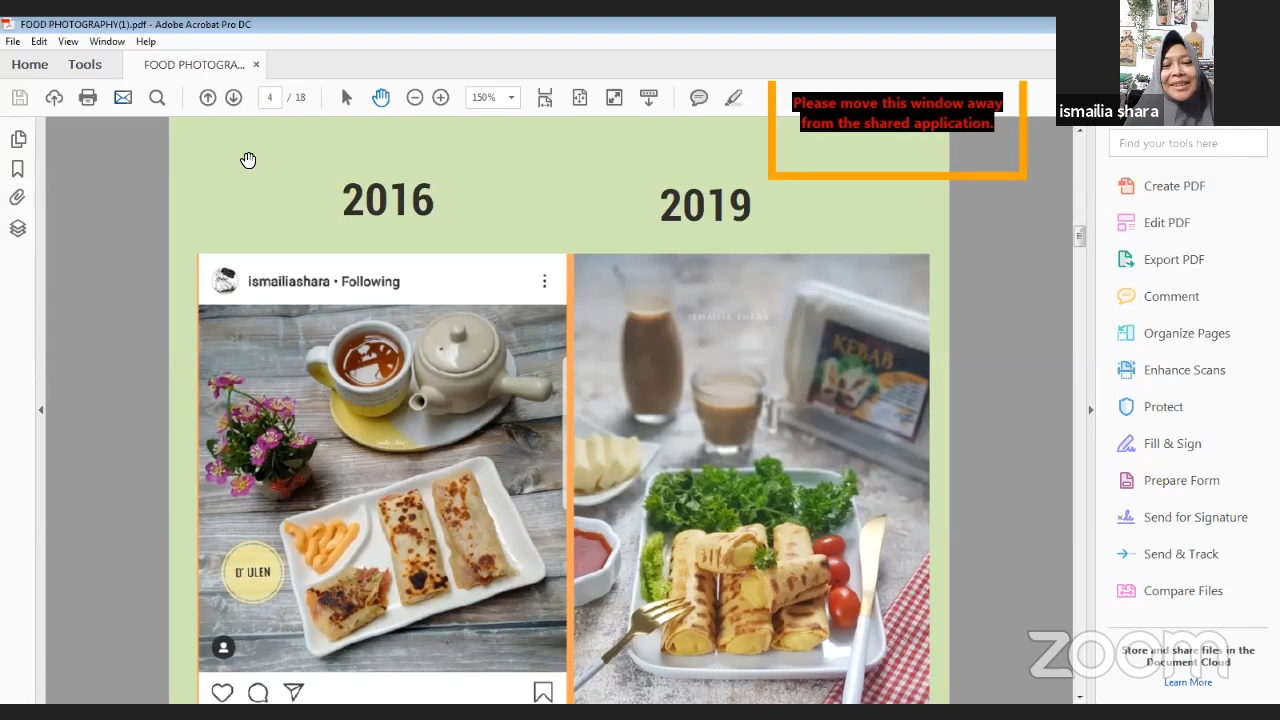 FOOD PHOTOGRAPHY(1).pdf - Adobe Acrobat Pro DC
File Edit View Window Help
Home Tools FOOD PHOTOGRA... ×
4 / 18 150%
Please move this window away
from the shared application.
ismailia shara
Find your tools here
Create PDF
Edit PDF
Export PDF
Comment
Organize Pages
Enhance Scans
Protect
Fill & Sign
Prepare Form
Send for Signature
Send & Track
Compare Files
Store and share files in the
Document Cloud
Learn More
zoom
2016 2019
ismailiashara • Following
ISMAILIA SHARA
KEBAB
D' ULEN